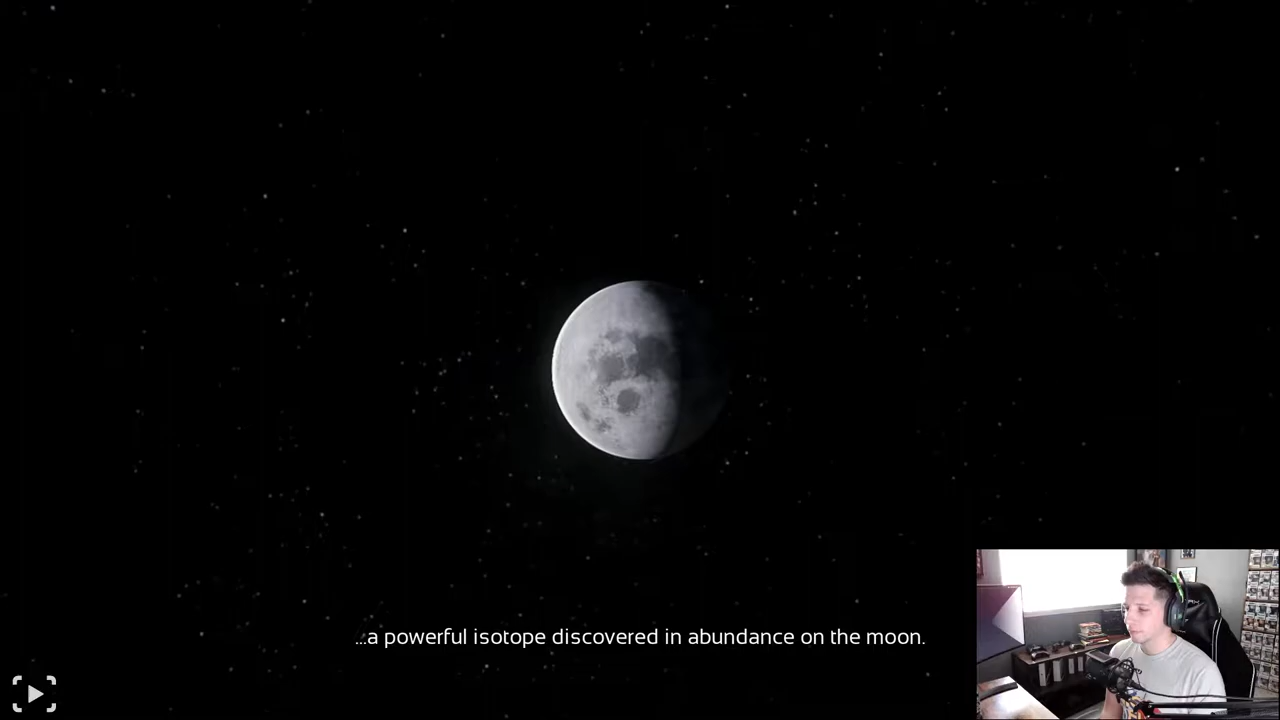 ...a powerful isotope discovered in abundance on the moon.